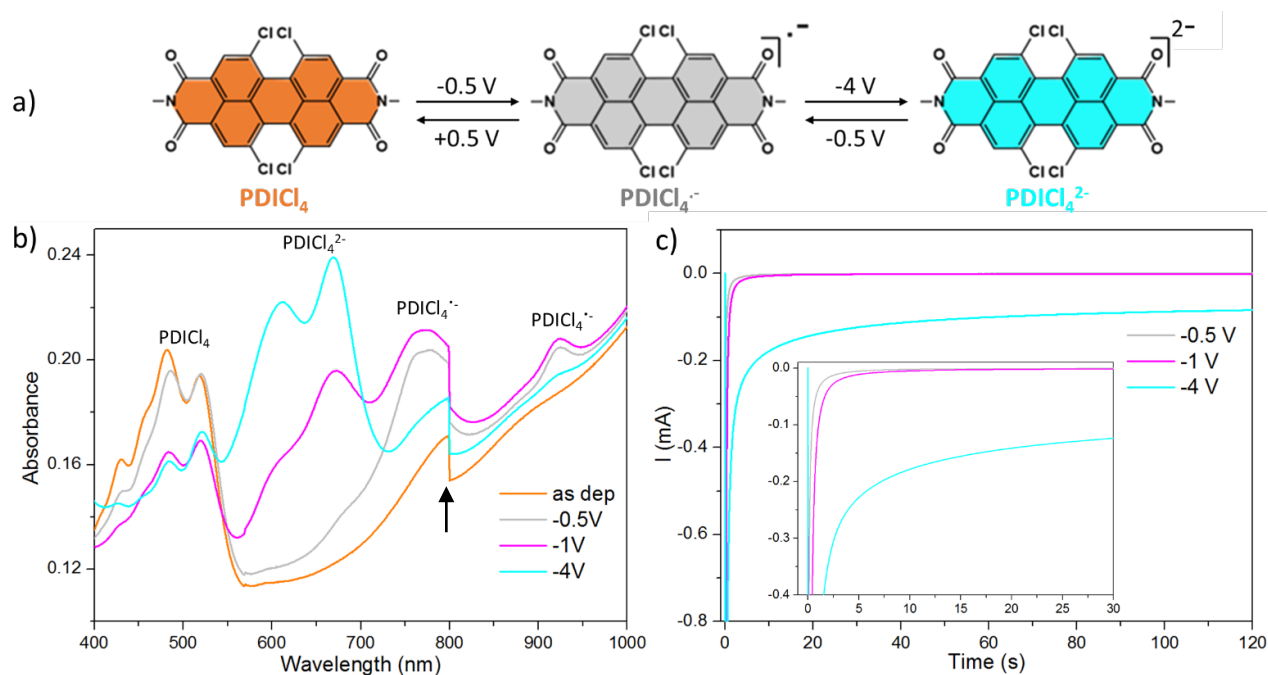 a)
Cl Cl
O O
–N N–
O O
Cl Cl
PDICl₄
-0.5 V
+0.5 V
Cl Cl
O O
–N N–
O O
Cl Cl
]·–
PDICl₄·-
-4 V
-0.5 V
Cl Cl
O O
–N N–
O O
Cl Cl
]2–
PDICl₄²-
b)
Absorbance
0.24
0.20
0.16
0.12
PDICl₄
PDICl₄²-
PDICl₄·-
PDICl₄·-
as dep
-0.5V
-1V
-4V
400 500 600 700 800 900 1000
Wavelength (nm)
c)
I (mA)
0.0
-0.2
-0.4
-0.6
-0.8
-0.5 V
-1 V
-4 V
0.0
-0.1
-0.2
-0.3
-0.4
0 5 10 15 20 25 30
0 20 40 60 80 100 120
Time (s)